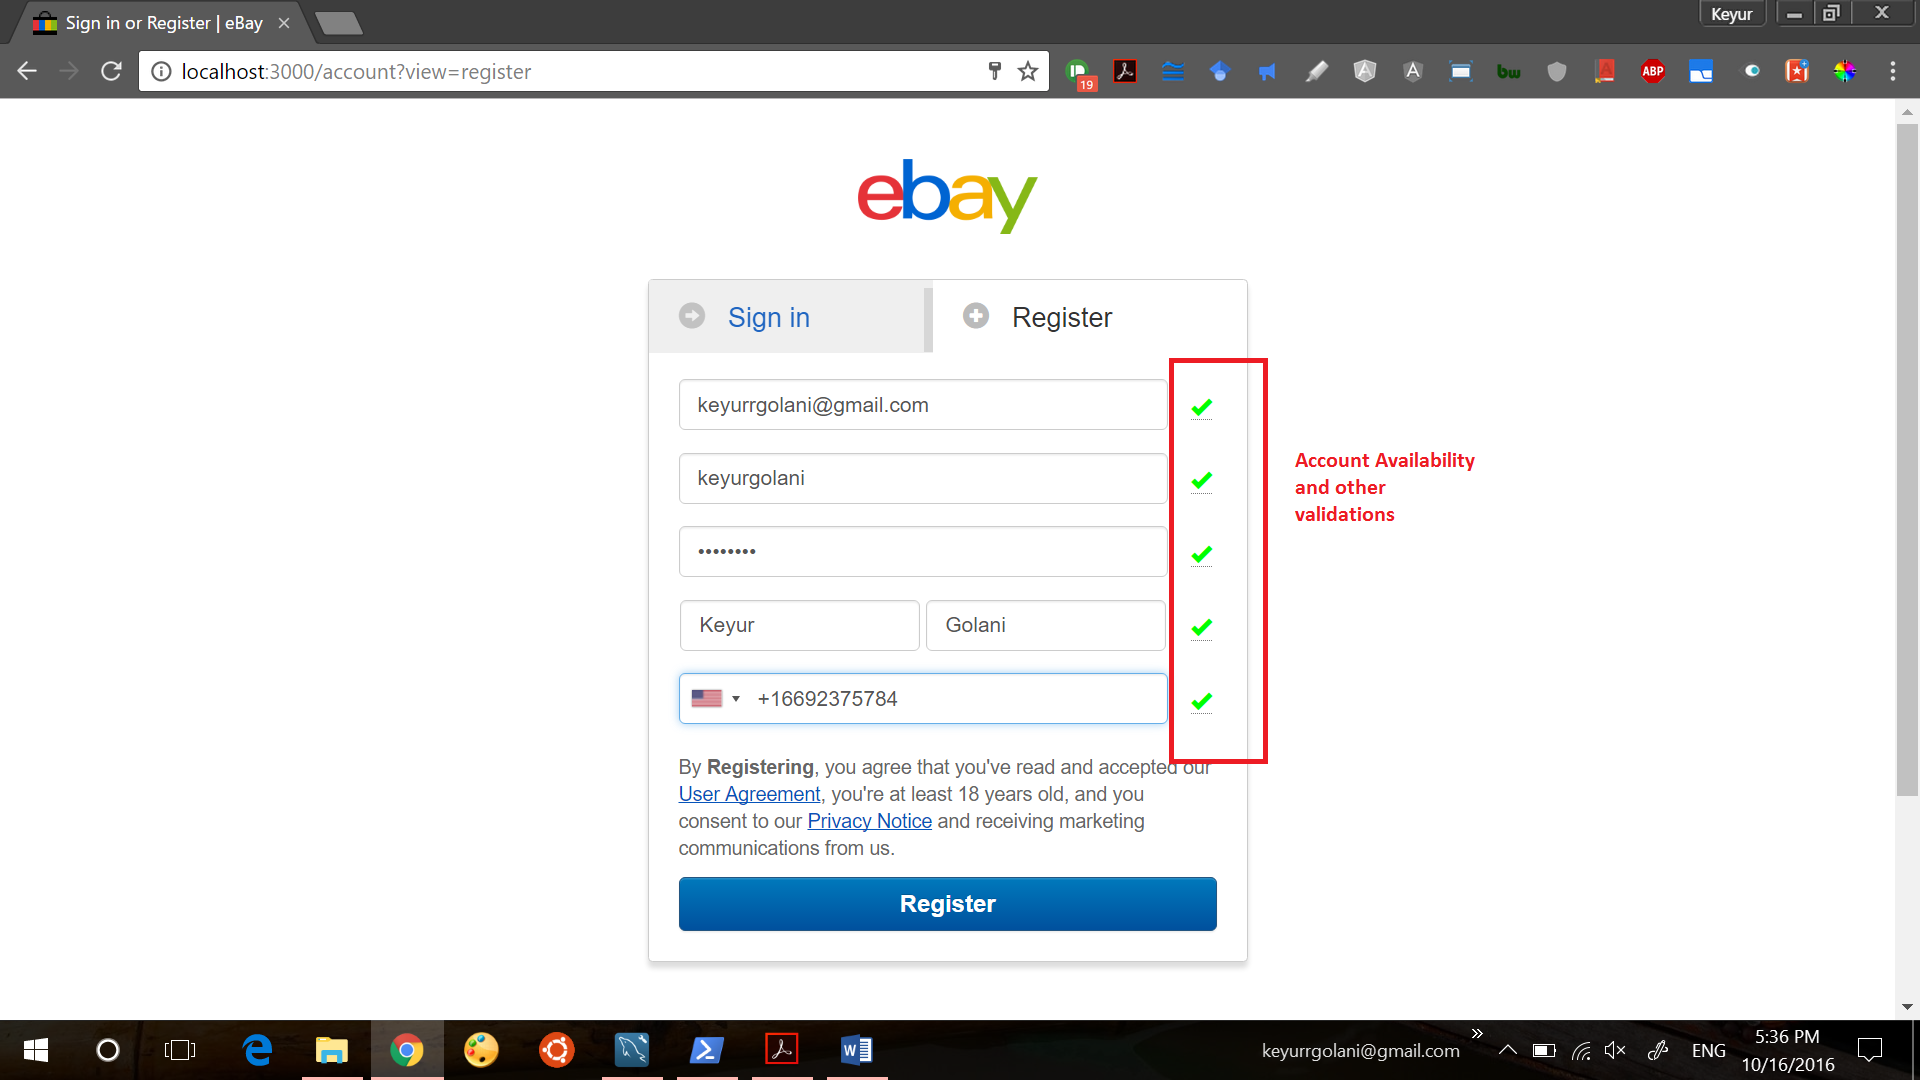 Sign in or Register | eBay
Keyur
localhost:3000/account?view=register
19
ABP
bw
ebay
Sign in
Register
keyurrgolani@gmail.com
keyurgolani
••••••••
Keyur
Golani
+16692375784
Account Availability
and other
validations
By Registering, you agree that you've read and accepted our
User Agreement, you're at least 18 years old, and you
consent to our Privacy Notice and receiving marketing
communications from us.
Register
keyurrgolani@gmail.com
ENG
5:36 PM
10/16/2016